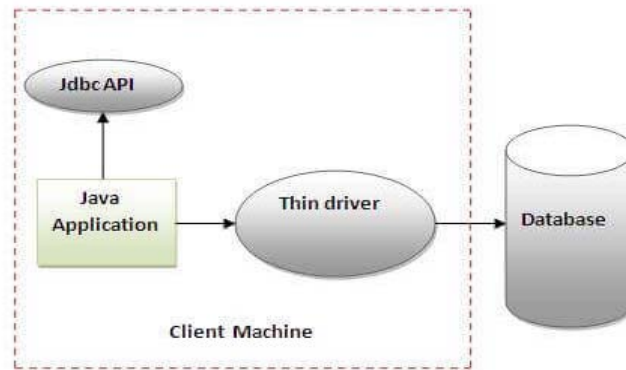 Jdbc API
Java
Application
Thin driver
Database
Client Machine